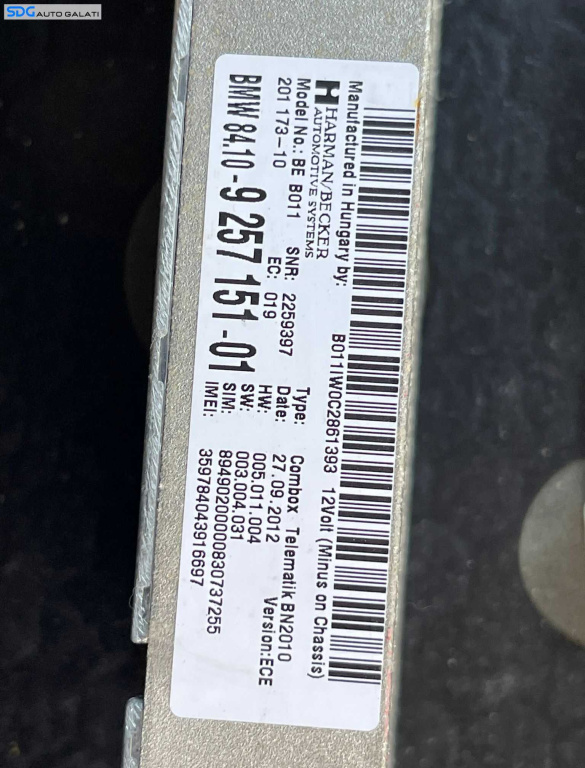 SDG AUTO GALATI
Manufactured in Hungary by:
B011IW0C2861393 12Volt (Minus on Chassis)
HARMAN/BECKER
AUTOMOTIVE SYSTEMS
Model No.: BE B011 SNR: 2259397
201 173-10 EC: 019
BMW 84.10 - 9 257 151 - 01
Type: Combox Telematik BN2010
Date: 27.09.2012 Version:ECE
HW: 005.011.004
SW: 003.004.031
SIM: 89490200000830737255
IMEI: 359784043916697